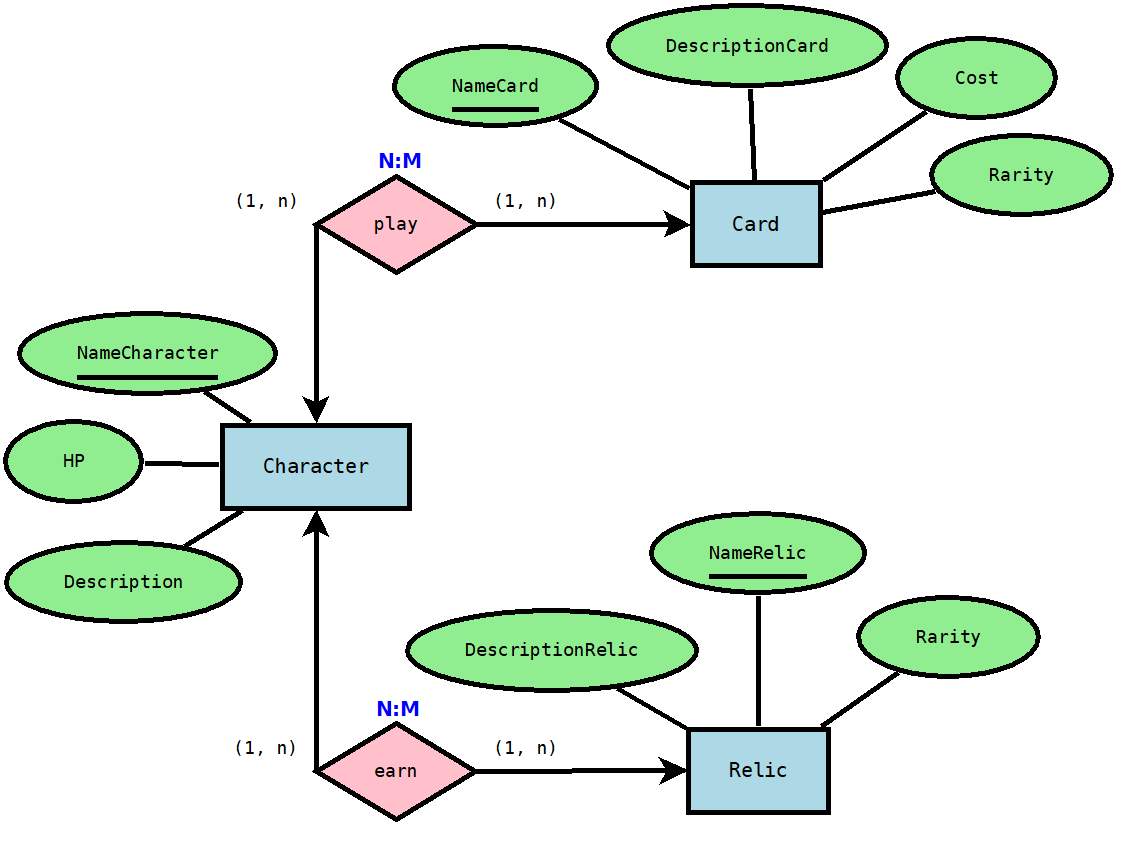 DescriptionCard
NameCard
Cost
N:M
Rarity
(1, n)
(1, n)
play
Card
NameCharacter
HP
Character
NameRelic
Description
Rarity
DescriptionRelic
N:M
(1, n)
(1, n)
earn
Relic